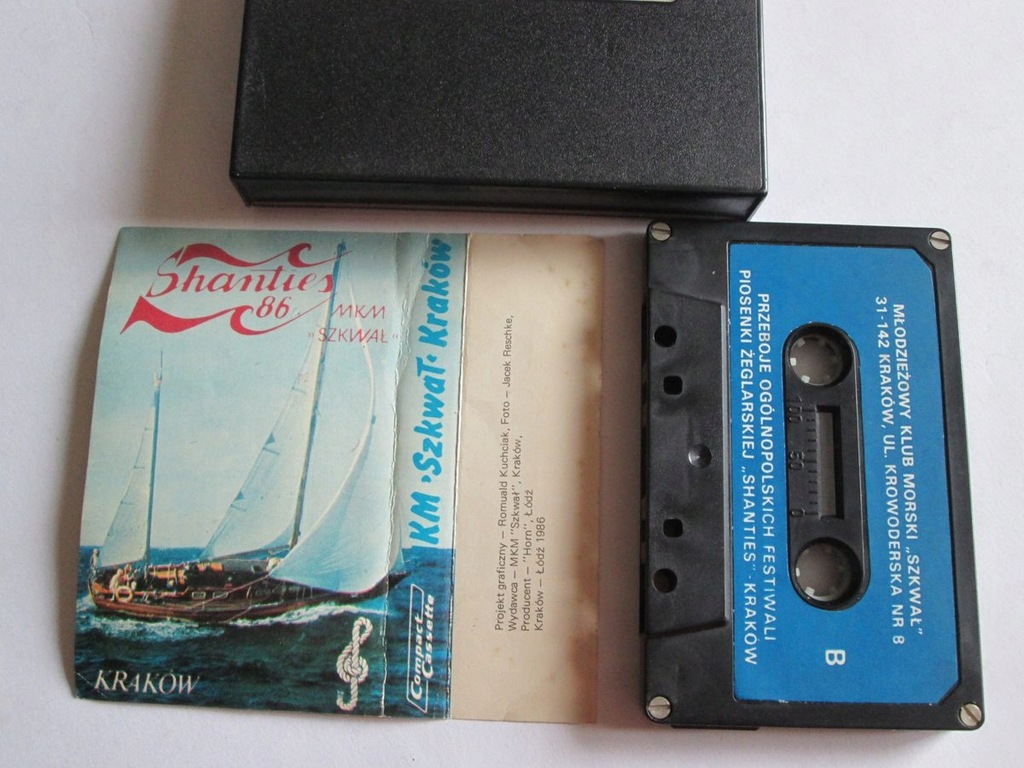 Shanties
86
MKM
"SZKWAŁ"
KRAKÓW
KM "Szkwał" Kraków
Compact
Cassette
Projekt graficzny – Romuald Kuchciak, Foto – Jacek Reschke,
Wydawca – MKM "Szkwał", Kraków,
Producent – "Horn", Łódź
Kraków – Łódź 1986
MŁODZIEŻOWY KLUB MORSKI „SZKWAŁ”
31-142 KRAKÓW, UL. KROWODERSKA NR 8
B
100 50 0
PRZEBOJE OGÓLNOPOLSKICH FESTIWALI
PIOSENKI ŻEGLARSKIEJ „SHANTIES” - KRAKÓW